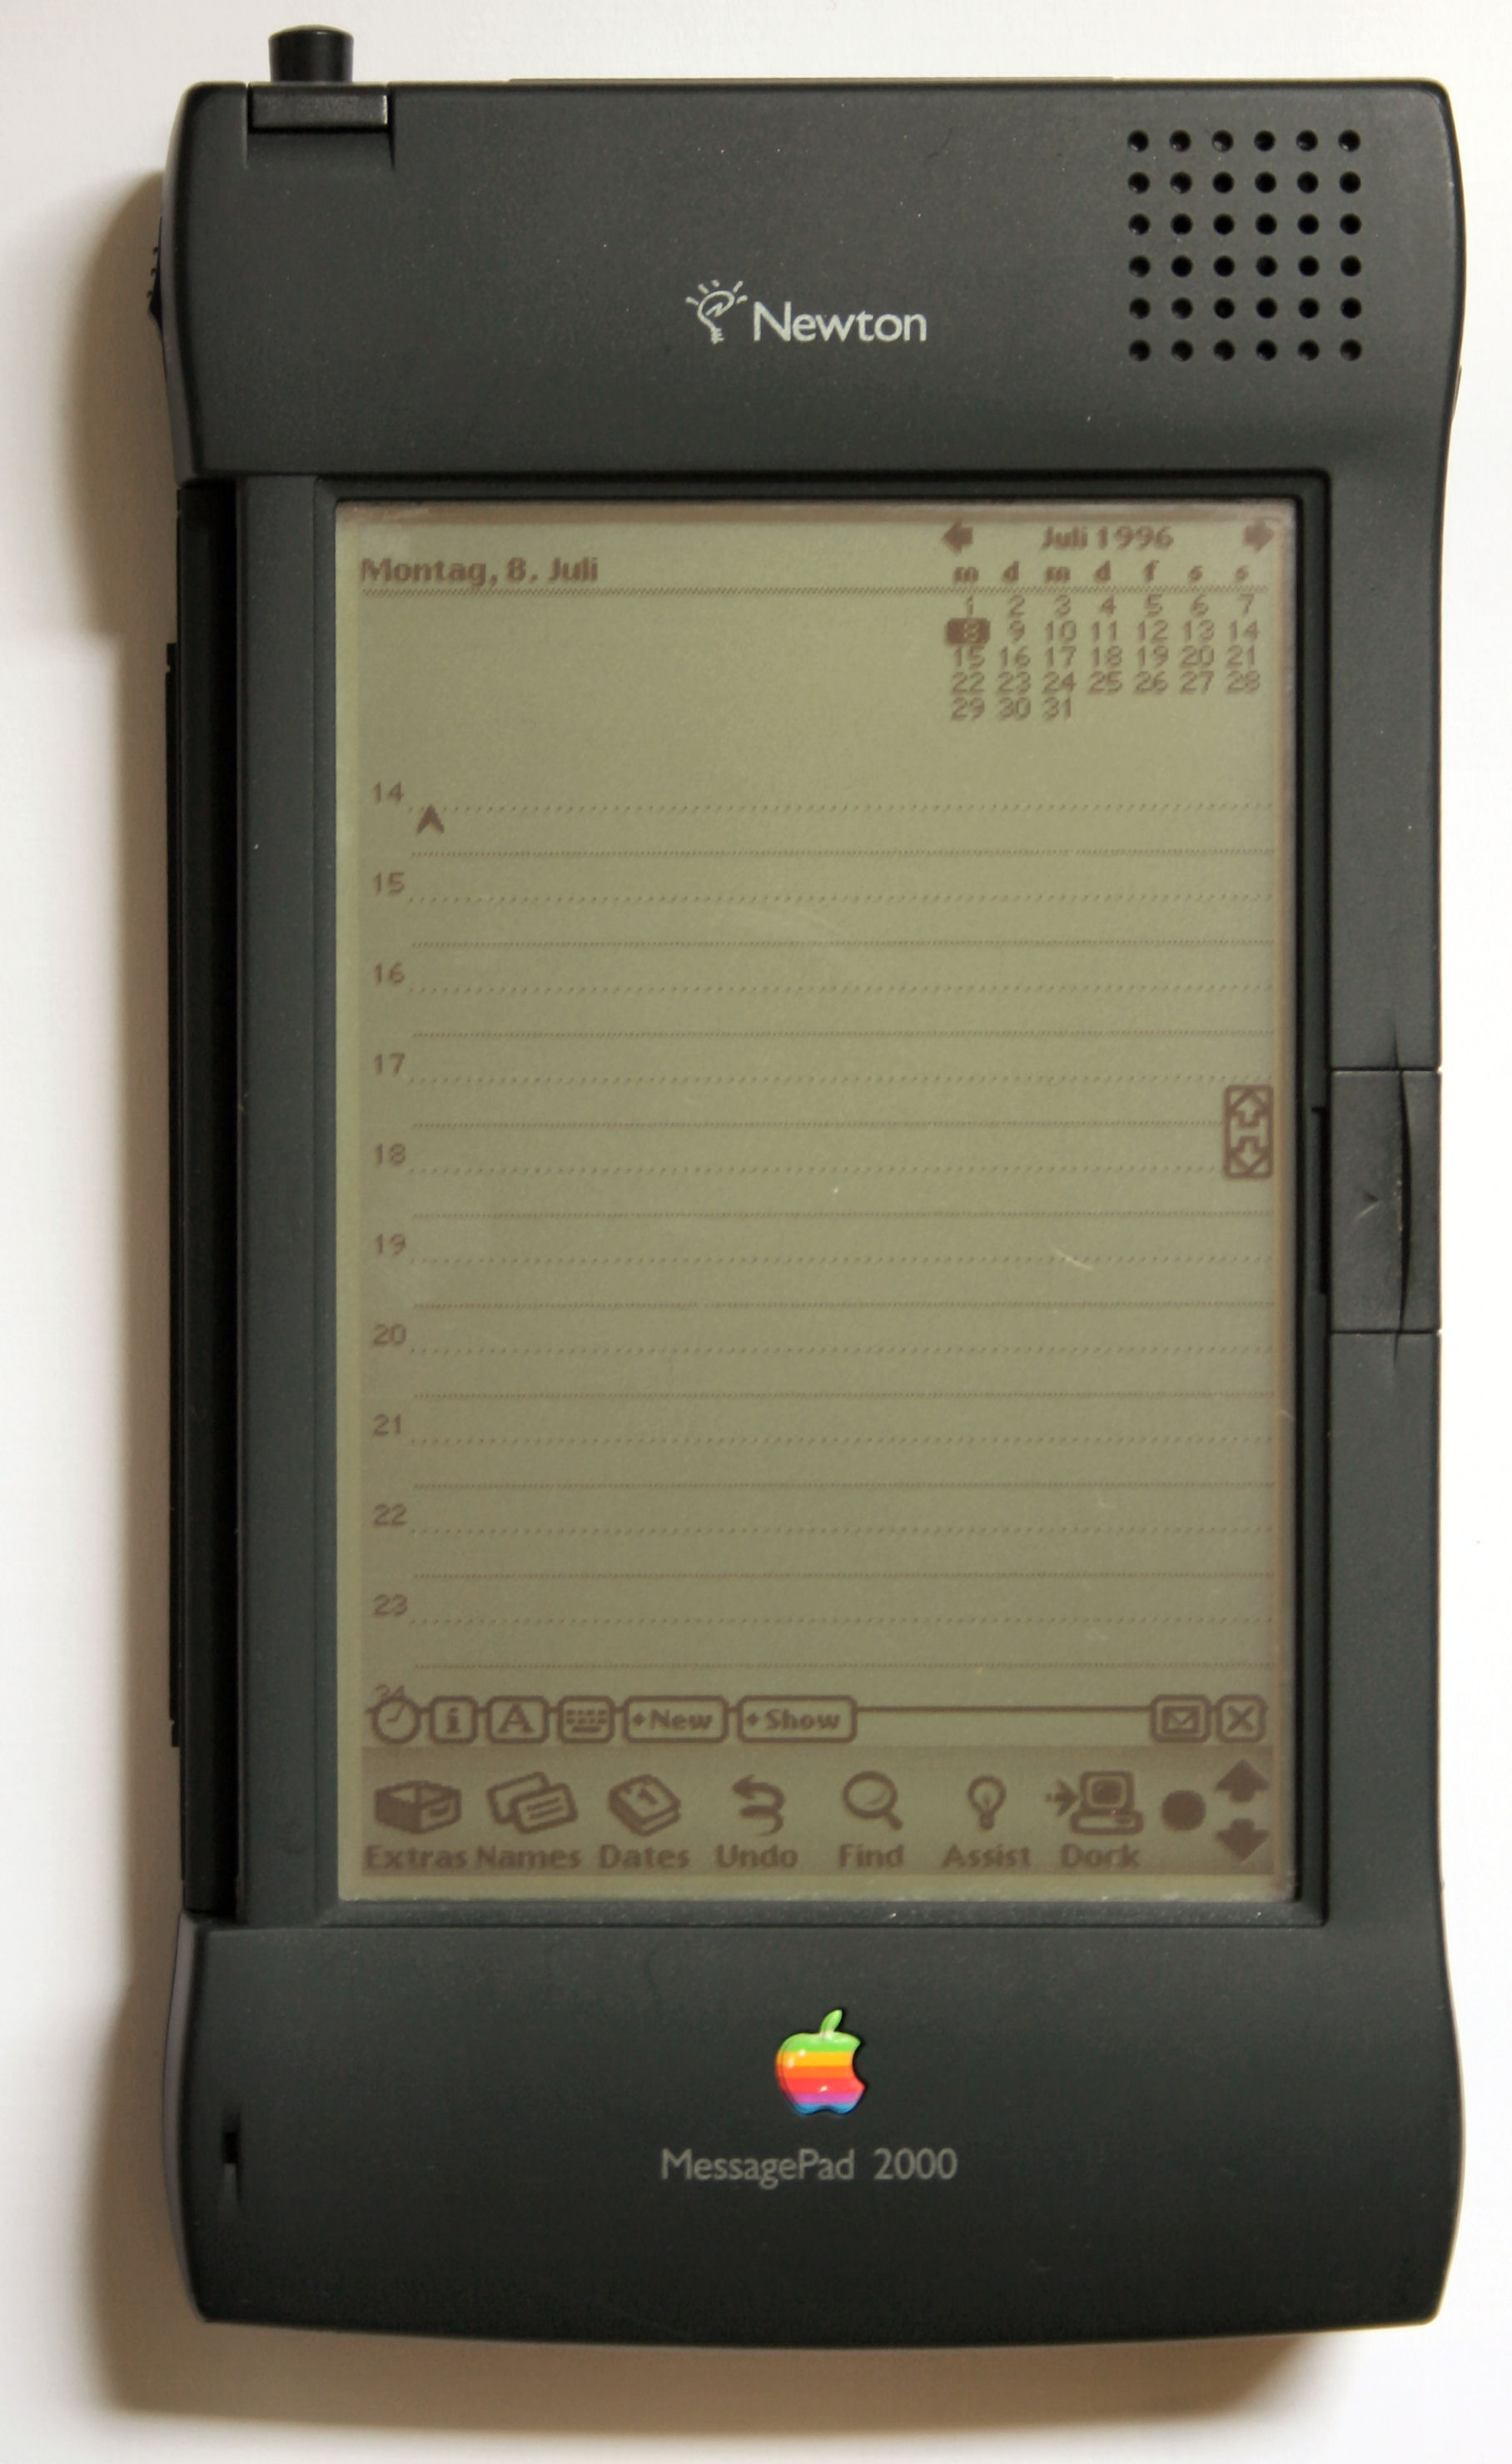 Newton
Juli 1996
Montag, 8. Juli
m d m d f s s
1 2 3 4 5 6 7
8 9 10 11 12 13 14
15 16 17 18 19 20 21
22 23 24 25 26 27 28
29 30 31
14
15
16
17
18
19
20
21
22
23
24
i A New Show
Extras Names Dates Undo Find Assist Dock
MessagePad 2000